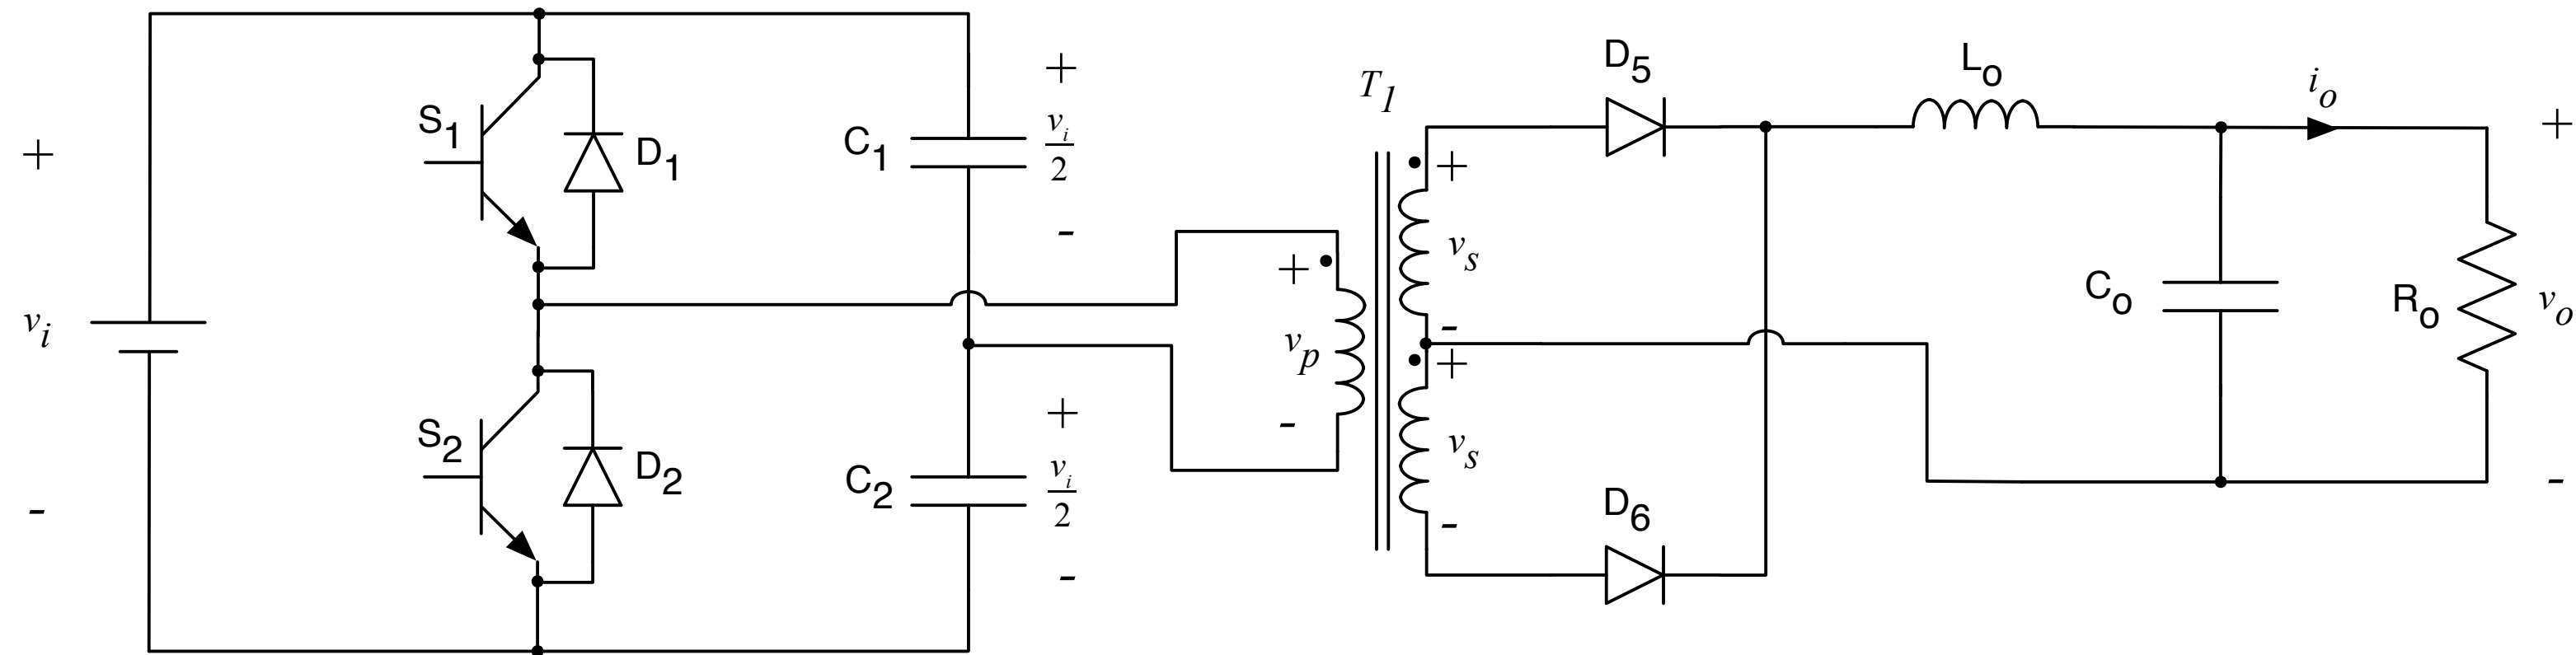 +
v_i
-
S_1
D_1
S_2
D_2
C_1
+
v_i
2
-
C_2
+
v_i
2
-
+
v_p
-
T_1
+
v_s
-
+
v_s
-
D_5
D_6
L_o
i_o
C_o
R_o
+
v_o
-